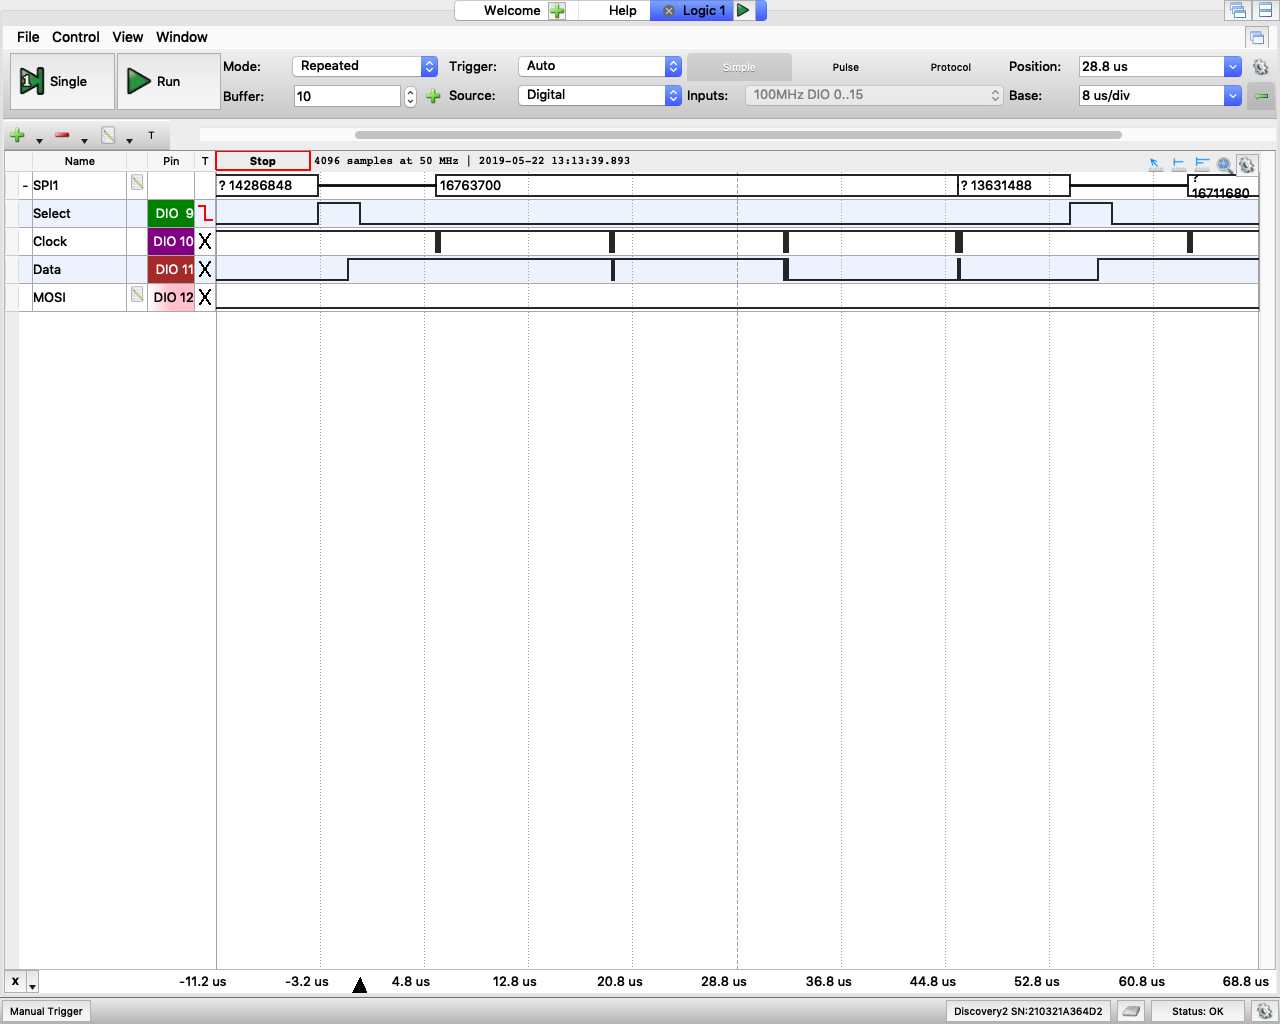 Welcome Help Logic 1
File Control View Window
Single Run Mode: Repeated Trigger: Auto Simple Pulse Protocol Position: 28.8 us
Buffer: 10 Source: Digital Inputs: 100MHz DIO 0..15 Base: 8 us/div
T
Name Pin T Stop 4096 samples at 50 MHz | 2019-05-22 13:13:39.893
- SPI1 ? 14286848 16763700 ? 13631488 ? 16711680
Select DIO 9
Clock DIO 10 X
Data DIO 11 X
MOSI DIO 12 X
X -11.2 us -3.2 us 4.8 us 12.8 us 20.8 us 28.8 us 36.8 us 44.8 us 52.8 us 60.8 us 68.8 us
Manual Trigger Discovery2 SN:210321A364D2 Status: OK